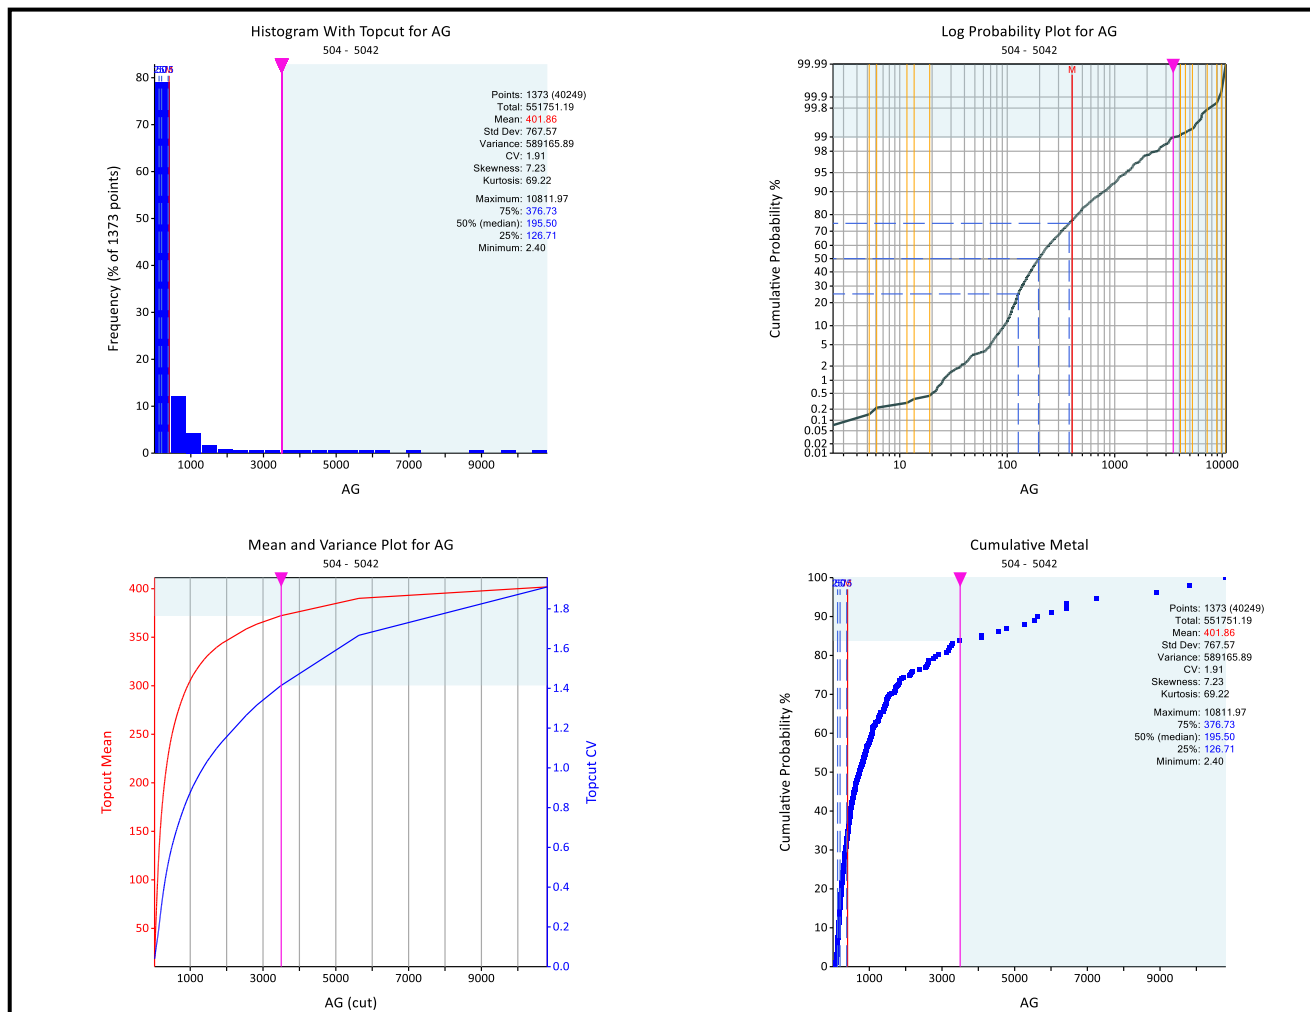 Histogram With Topcut for AG
504 - 5042
80
70
60
50
40
30
20
10
0
Frequency (% of 1373 points)
Points: 1373 (40249)
Total: 551751.19
Mean: 401.86
Std Dev: 767.57
Variance: 589165.89
CV: 1.91
Skewness: 7.23
Kurtosis: 69.22
Maximum: 10811.97
75%: 376.73
50% (median): 195.50
25%: 126.71
Minimum: 2.40
1000 3000 5000 7000 9000
AG
Log Probability Plot for AG
504 - 5042
M
99.99
99.9
99.8
99
98
95
90
80
70
60
50
40
30
20
10
5
2
1
0.5
0.2
0.1
0.05
0.02
0.01
Cumulative Probability %
10 100 1000 10000
AG
Mean and Variance Plot for AG
504 - 5042
400
350
300
250
200
150
100
50
Topcut Mean
1.8
1.6
1.4
1.2
1.0
0.8
0.6
0.4
0.2
0.0
Topcut CV
1000 3000 5000 7000 9000
AG (cut)
Cumulative Metal
504 - 5042
100
90
80
70
60
50
40
30
20
10
0
Cumulative Probability %
Points: 1373 (40249)
Total: 551751.19
Mean: 401.86
Std Dev: 767.57
Variance: 589165.89
CV: 1.91
Skewness: 7.23
Kurtosis: 69.22
Maximum: 10811.97
75%: 376.73
50% (median): 195.50
25%: 126.71
Minimum: 2.40
1000 3000 5000 7000 9000
AG